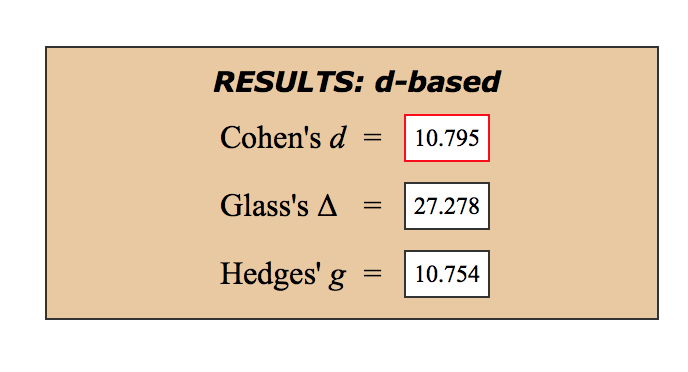 RESULTS: d-based
Cohen's d = 10.795
Glass's Δ = 27.278
Hedges' g = 10.754